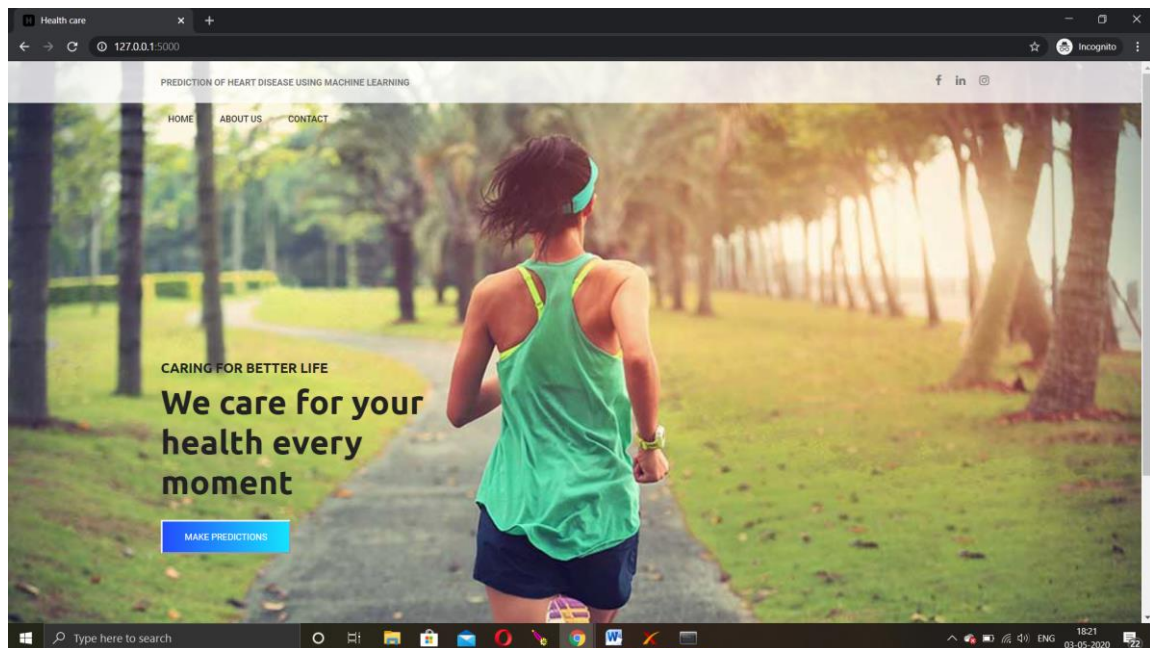 Health care
127.0.0.1:5000
Incognito
PREDICTION OF HEART DISEASE USING MACHINE LEARNING
HOME ABOUT US CONTACT
CARING FOR BETTER LIFE
We care for your
health every
moment
MAKE PREDICTIONS
Type here to search
ENG
18:21
03-05-2020
22